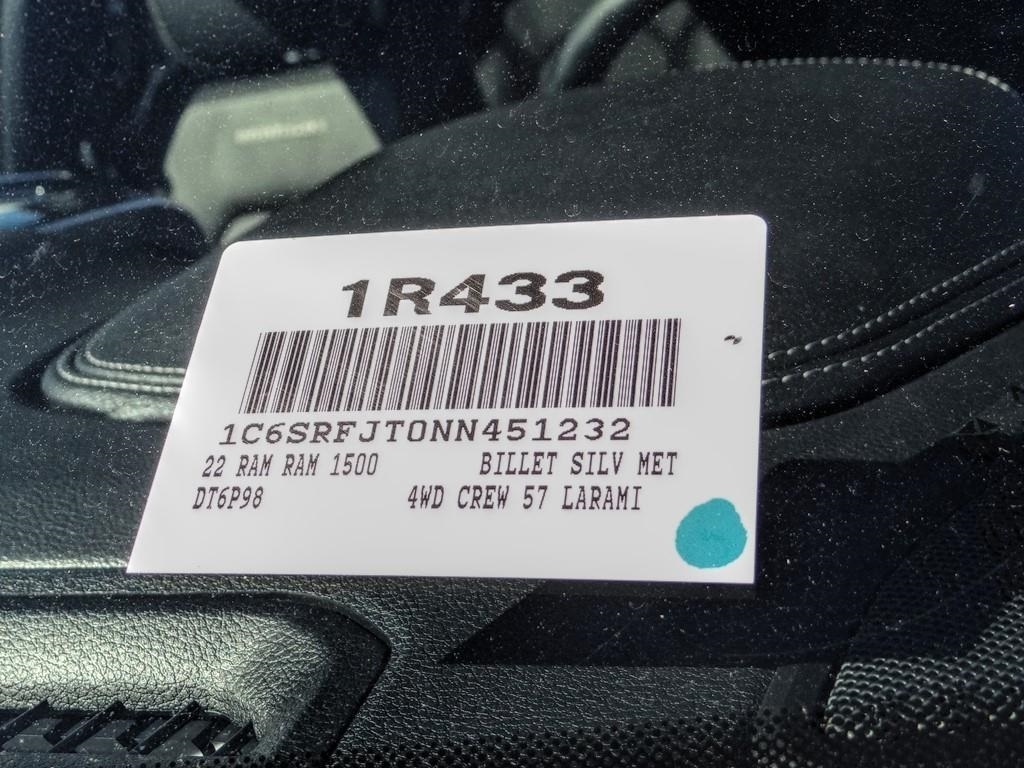 1R433
1C6SRFJT0NN451232
22 RAM RAM 1500 BILLET SILV MET
DT6P98 4WD CREW 57 LARAMI